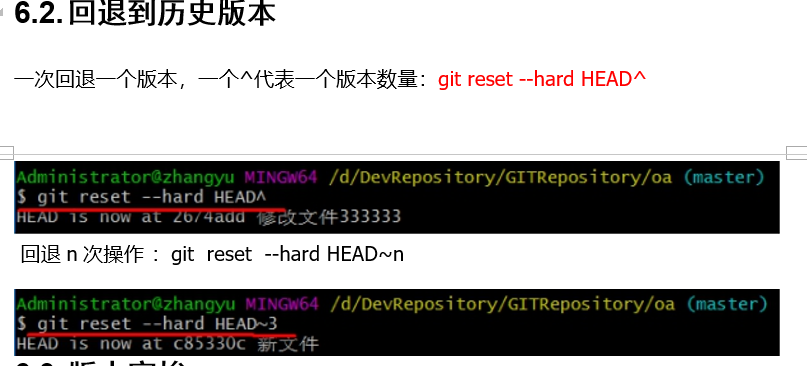 6.2.回退到历史版本
一次回退一个版本，一个^代表一个版本数量：git reset --hard HEAD^
Administrator@zhangyu MINGW64 /d/DevRepository/GITRepository/oa (master)
$ git reset --hard HEAD^
HEAD is now at 2674add 修改文件333333
回退 n 次操作 ：git reset --hard HEAD~n
Administrator@zhangyu MINGW64 /d/DevRepository/GITRepository/oa (master)
$ git reset --hard HEAD~3
HEAD is now at c85330c 新文件